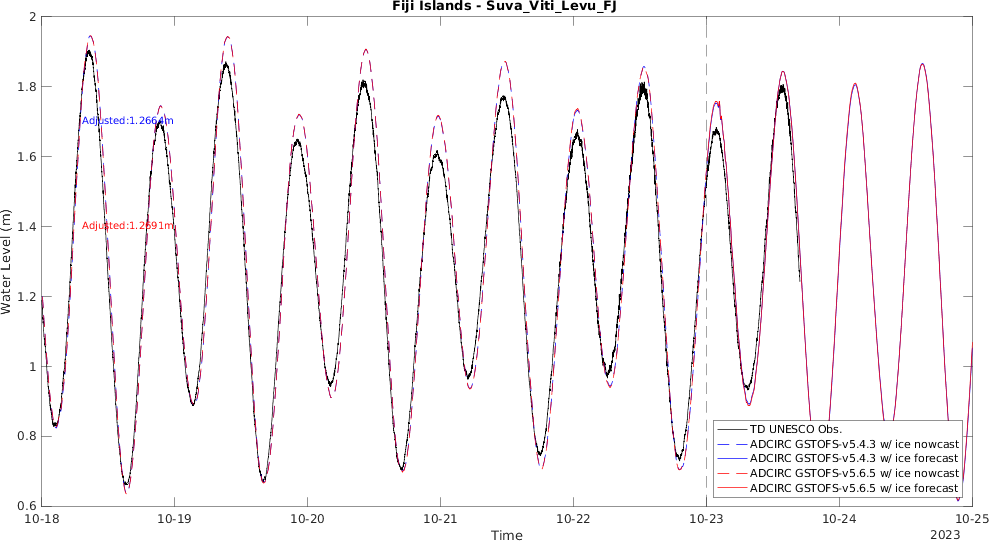 Fiji Islands - Suva_Viti_Levu_FJ
2
1.8
1.6
1.4
1.2
1
0.8
0.6
Water Level (m)
Adjusted:1.2664m
Adjusted:1.2691m
TD UNESCO Obs.
ADCIRC GSTOFS-v5.4.3 w/ ice nowcast
ADCIRC GSTOFS-v5.4.3 w/ ice forecast
ADCIRC GSTOFS-v5.6.5 w/ ice nowcast
ADCIRC GSTOFS-v5.6.5 w/ ice forecast
10-18 10-19 10-20 10-21 10-22 10-23 10-24 10-25
Time
2023